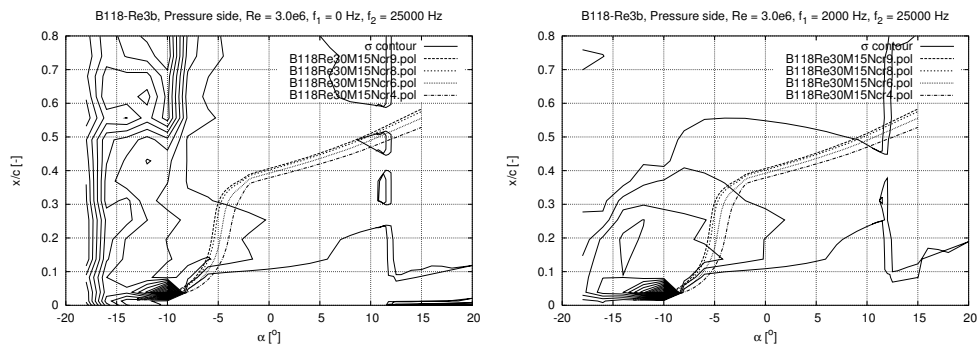 B118-Re3b, Pressure side, Re = 3.0e6, f1 = 0 Hz, f2 = 25000 Hz
0.8
0.7
0.6
0.5
0.4
0.3
0.2
0.1
0
x/c [-]
σ contour
B118Re30M15Ncr9.pol
B118Re30M15Ncr8.pol
B118Re30M15Ncr6.pol
B118Re30M15Ncr4.pol
-20 -15 -10 -5 0 5 10 15 20
α [°]
B118-Re3b, Pressure side, Re = 3.0e6, f1 = 2000 Hz, f2 = 25000 Hz
0.8
0.7
0.6
0.5
0.4
0.3
0.2
0.1
0
x/c [-]
σ contour
B118Re30M15Ncr9.pol
B118Re30M15Ncr8.pol
B118Re30M15Ncr6.pol
B118Re30M15Ncr4.pol
-20 -15 -10 -5 0 5 10 15 20
α [°]